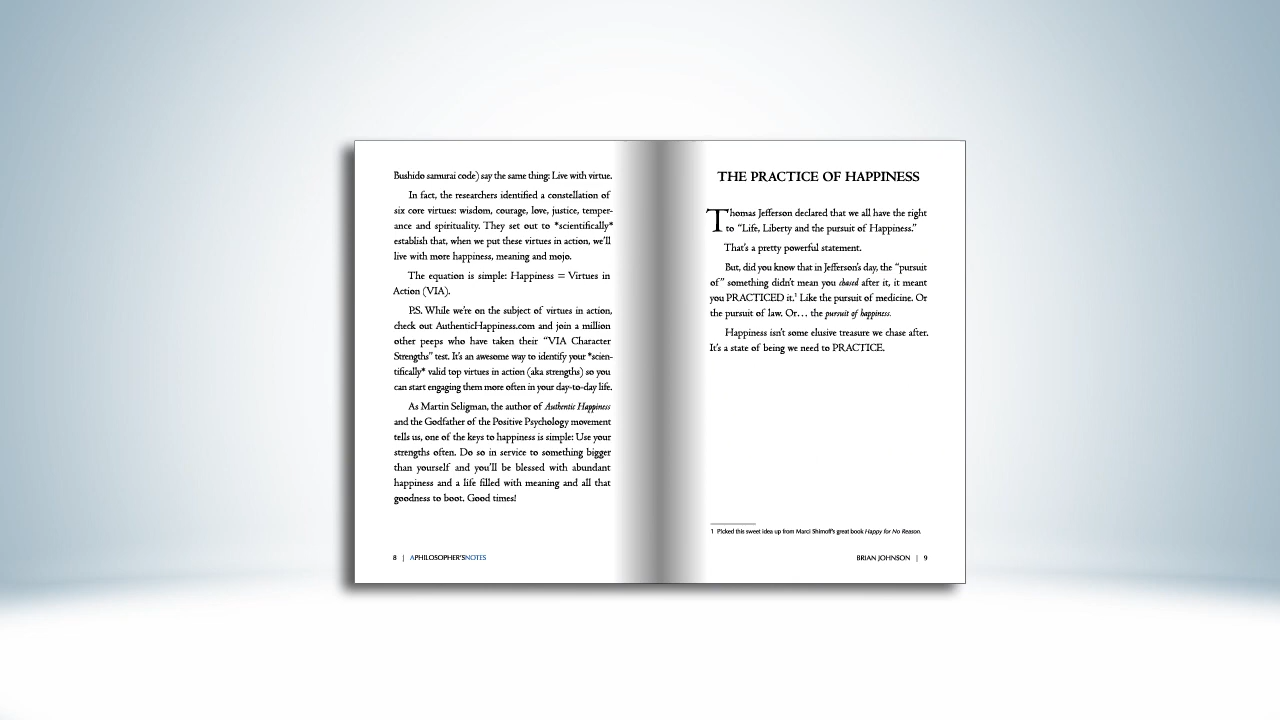 Bushido samurai code) say the same thing: Live with virtue.
In fact, the researchers identified a constellation of
six core virtues: wisdom, courage, love, justice, temper-
ance and spirituality. They set out to *scientifically*
establish that, when we put these virtues in action, we'll
live with more happiness, meaning and mojo.
The equation is simple: Happiness = Virtues in
Action (VIA).
P.S. While we're on the subject of virtues in action,
check out AuthenticHappiness.com and join a million
other peeps who have taken their "VIA Character
Strengths" test. It's an awesome way to identify your *scien-
tifically* valid top virtues in action (aka strengths) so you
can start engaging them more often in your day-to-day life.
As Martin Seligman, the author of Authentic Happiness
and the Godfather of the Positive Psychology movement
tells us, one of the keys to happiness is simple: Use your
strengths often. Do so in service to something bigger
than yourself and you'll be blessed with abundant
happiness and a life filled with meaning and all that
goodness to boot. Good times!
8 | APHILOSOPHER'SNOTES
THE PRACTICE OF HAPPINESS
Thomas Jefferson declared that we all have the right
to "Life, Liberty and the pursuit of Happiness."
That's a pretty powerful statement.
But, did you know that in Jefferson's day, the "pursuit
of" something didn't mean you chased after it, it meant
you PRACTICED it.¹ Like the pursuit of medicine. Or
the pursuit of law. Or… the pursuit of happiness.
Happiness isn't some elusive treasure we chase after.
It's a state of being we need to PRACTICE.
1 Picked this sweet idea up from Marci Shimoff's great book Happy for No Reason.
BRIAN JOHNSON | 9